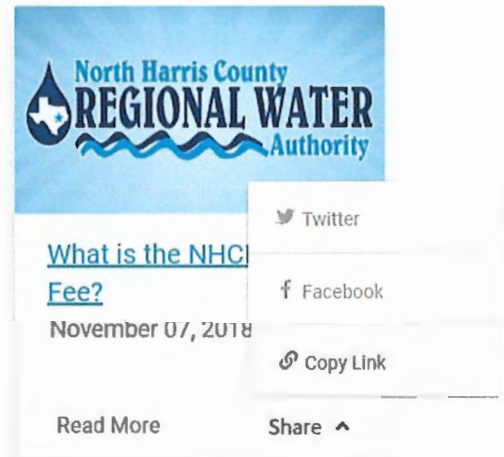 North Harris County
REGIONAL WATER
Authority
What is the NHC
Fee?
November 07, 2018
Read More
Twitter
Facebook
Copy Link
Share